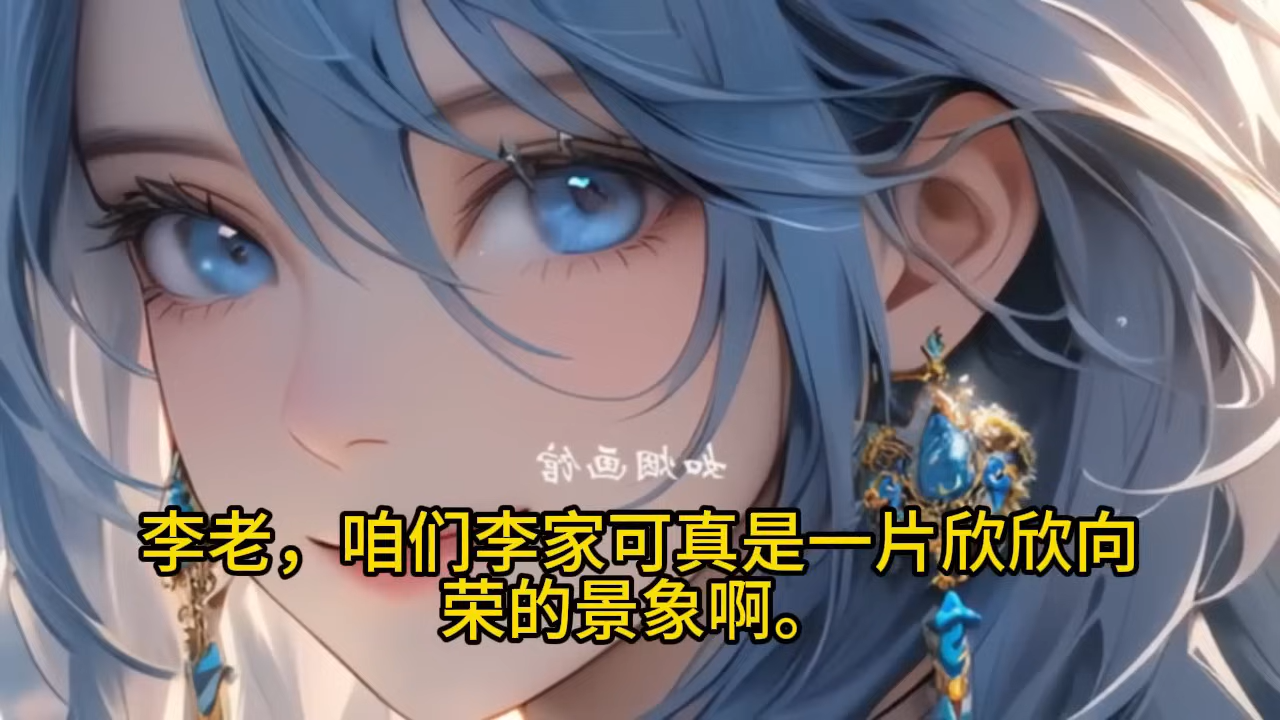 如烟画馆
李老，咱们李家可真是一片欣欣向
荣的景象啊。